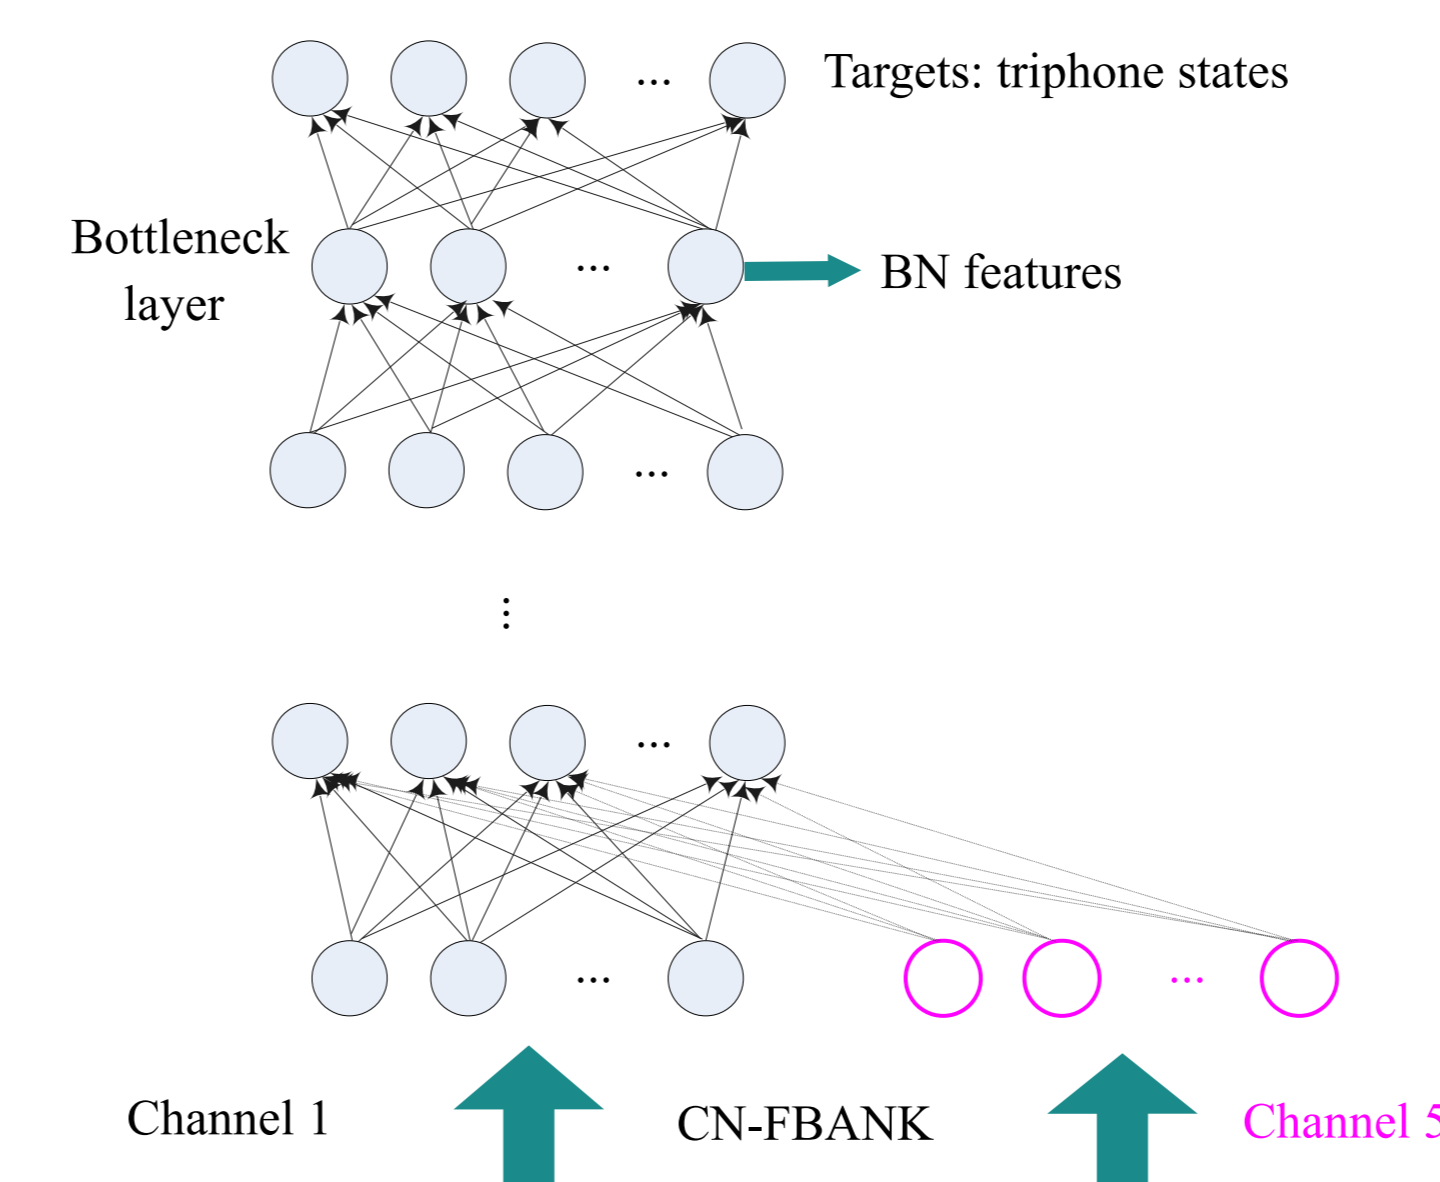 Targets: triphone states
Bottleneck
layer
...
BN features
...
...
...
...
...
...
Channel 1
CN-FBANK
Channel 5